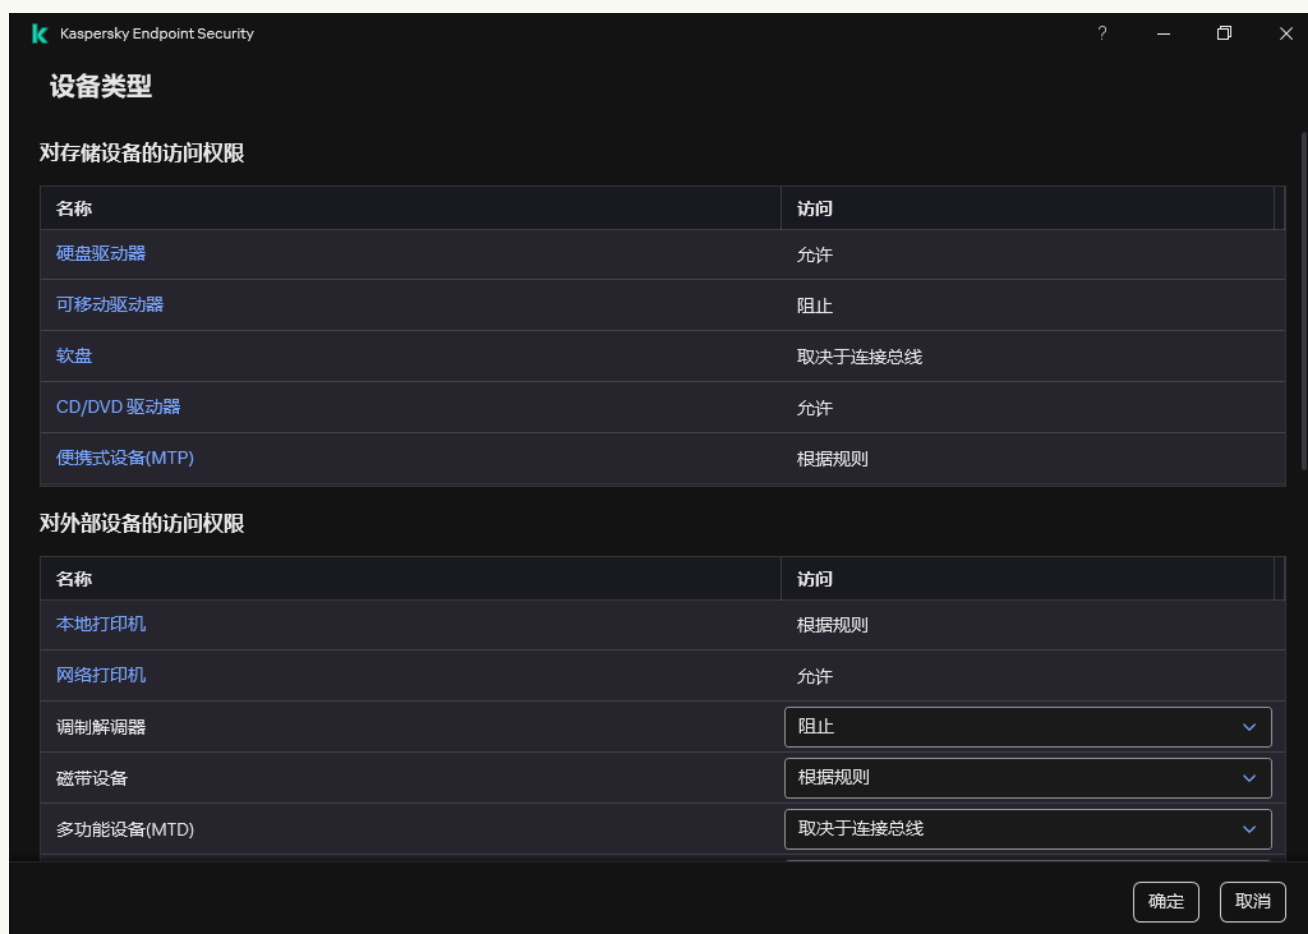 Kaspersky Endpoint Security ?
设备类型
对存储设备的访问权限
名称 访问
硬盘驱动器 允许
可移动驱动器 阻止
软盘 取决于连接总线
CD/DVD 驱动器 允许
便携式设备(MTP) 根据规则
对外部设备的访问权限
名称 访问
本地打印机 根据规则
网络打印机 允许
调制解调器 阻止
磁带设备 根据规则
多功能设备(MTD) 取决于连接总线
确定 取消